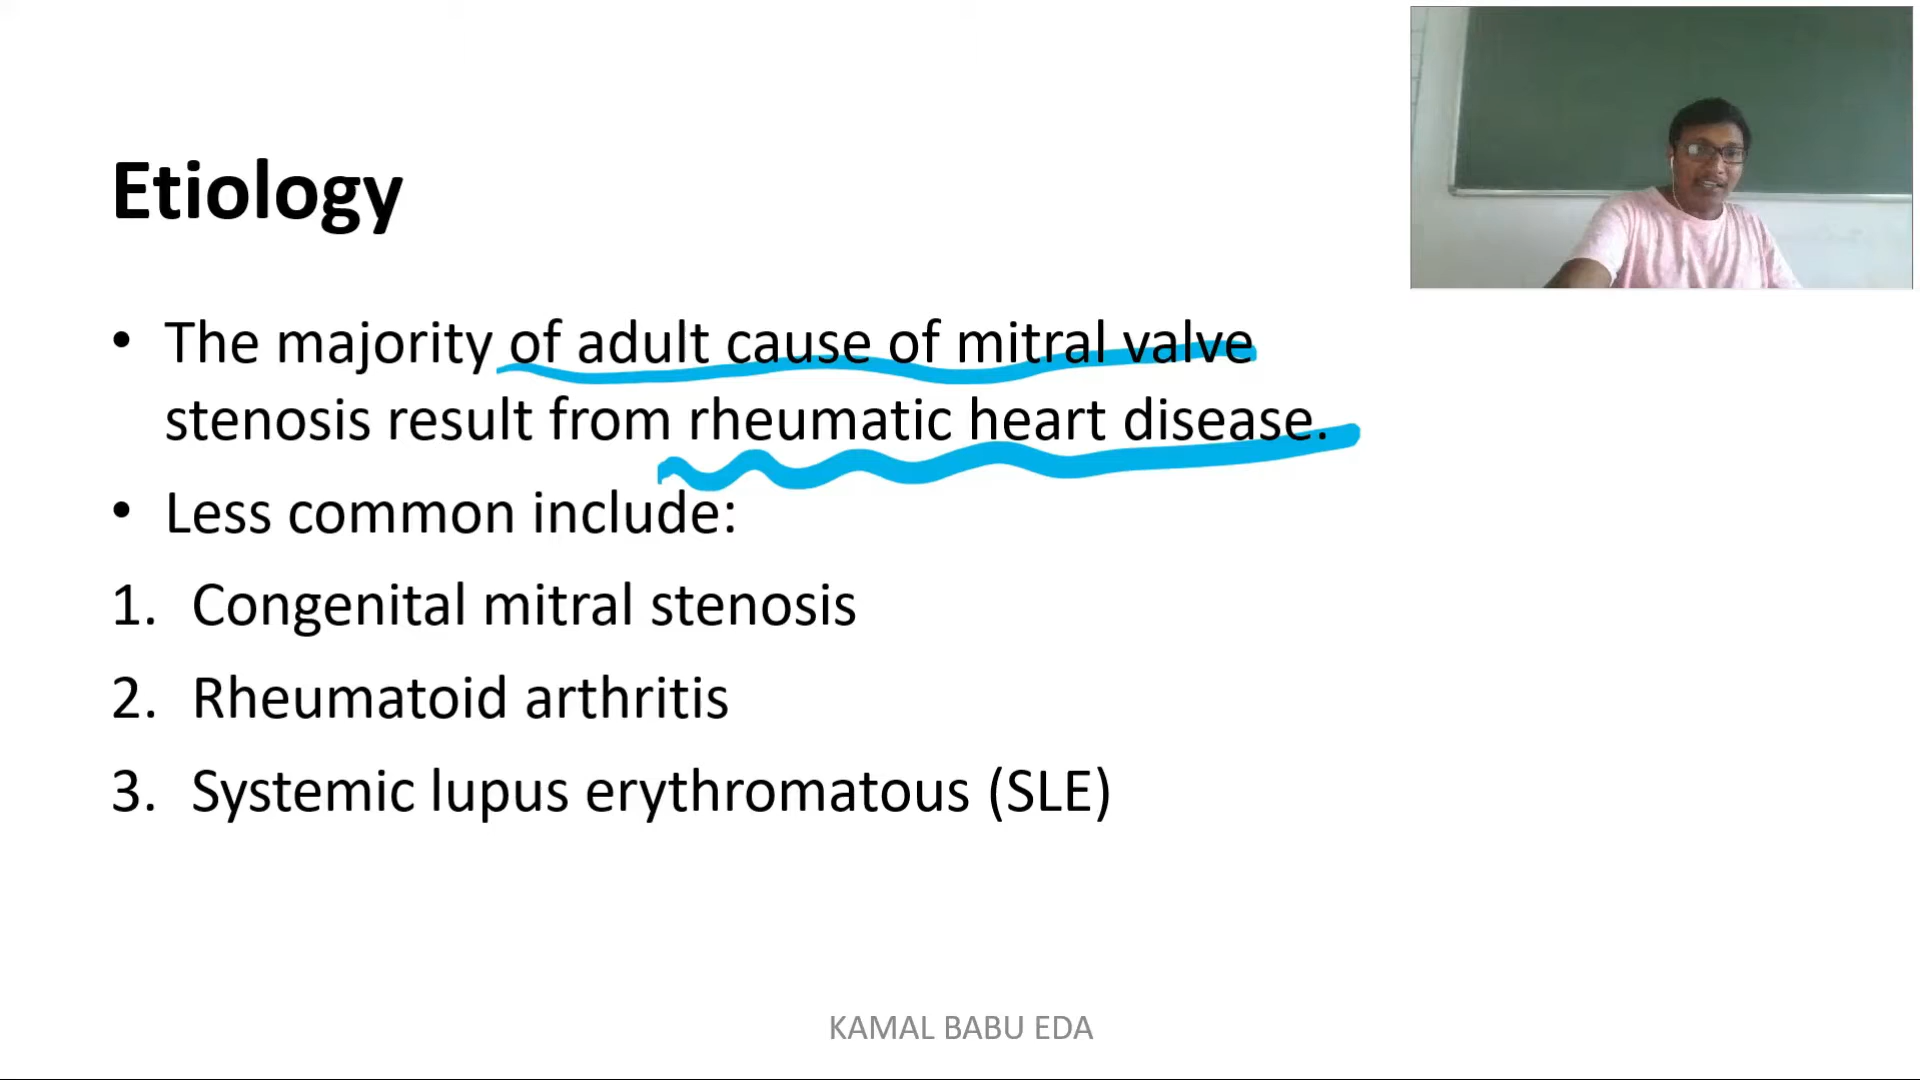 Etiology
• The majority of adult cause of mitral valve
stenosis result from rheumatic heart disease.
• Less common include:
1. Congenital mitral stenosis
2. Rheumatoid arthritis
3. Systemic lupus erythromatous (SLE)
KAMAL BABU EDA